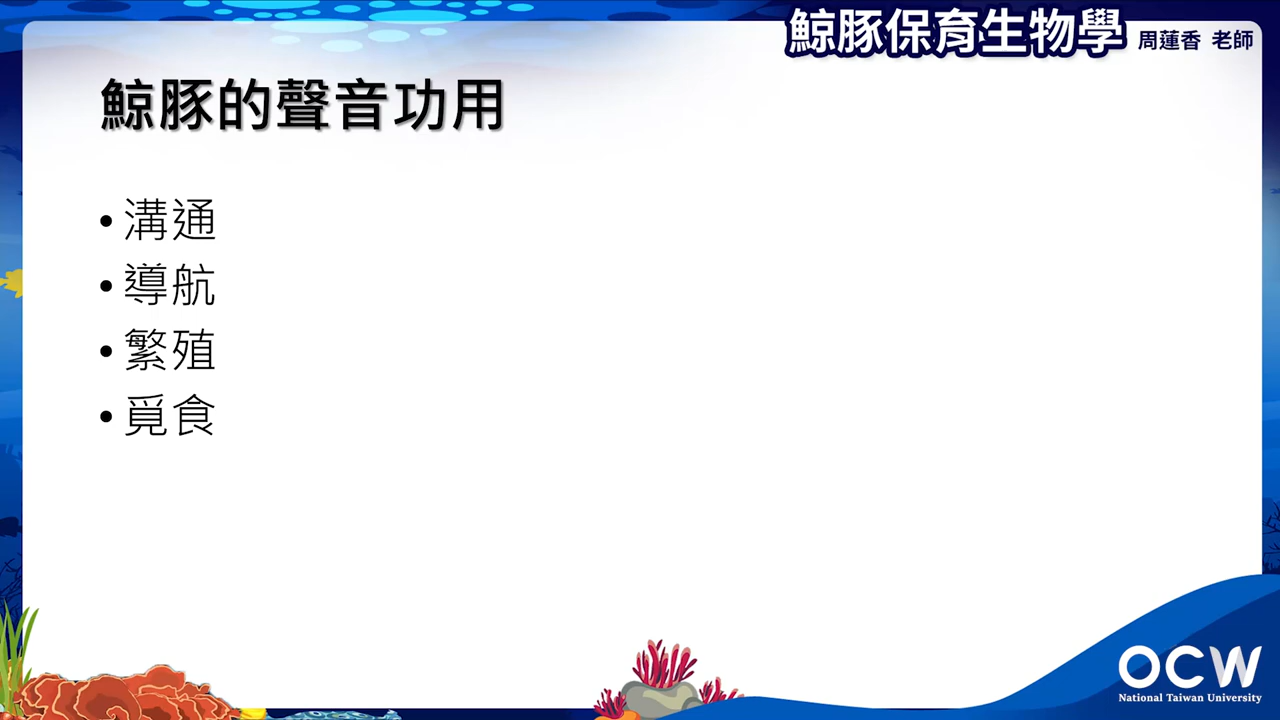 鯨豚保育生物學 周蓮香 老師
鯨豚的聲音功用
• 溝通
• 導航
• 繁殖
• 覓食
OCW
National Taiwan University